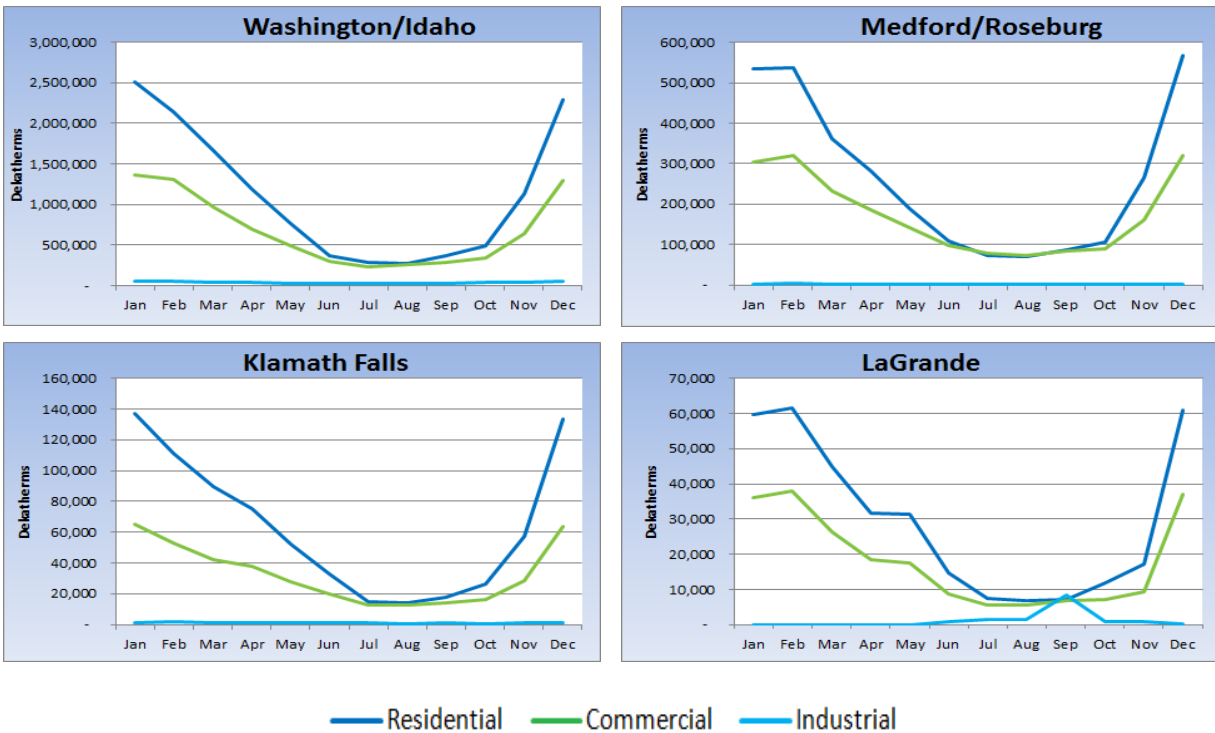 Washington/Idaho
3,000,000
2,500,000
2,000,000
1,500,000
1,000,000
500,000
-
Dekatherms
Jan Feb Mar Apr May Jun Jul Aug Sep Oct Nov Dec
Medford/Roseburg
600,000
500,000
400,000
300,000
200,000
100,000
-
Dekatherms
Jan Feb Mar Apr May Jun Jul Aug Sep Oct Nov Dec
Klamath Falls
160,000
140,000
120,000
100,000
80,000
60,000
40,000
20,000
-
Dekatherms
Jan Feb Mar Apr May Jun Jul Aug Sep Oct Nov Dec
LaGrande
70,000
60,000
50,000
40,000
30,000
20,000
10,000
-
Dekatherms
Jan Feb Mar Apr May Jun Jul Aug Sep Oct Nov Dec
Residential Commercial Industrial